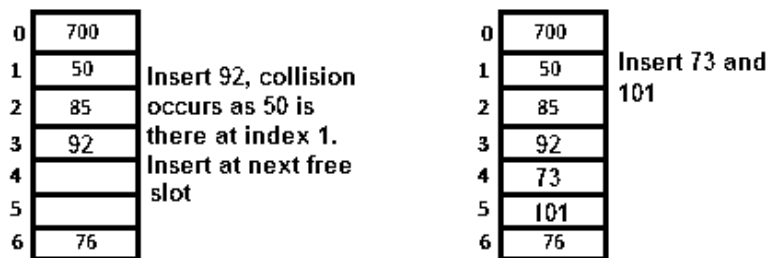 0 700
1 50
2 85
3 92
4
5
6 76
Insert 92, collision
occurs as 50 is
there at index 1.
Insert at next free
slot
0 700
1 50
2 85
3 92
4 73
5 101
6 76
Insert 73 and
101